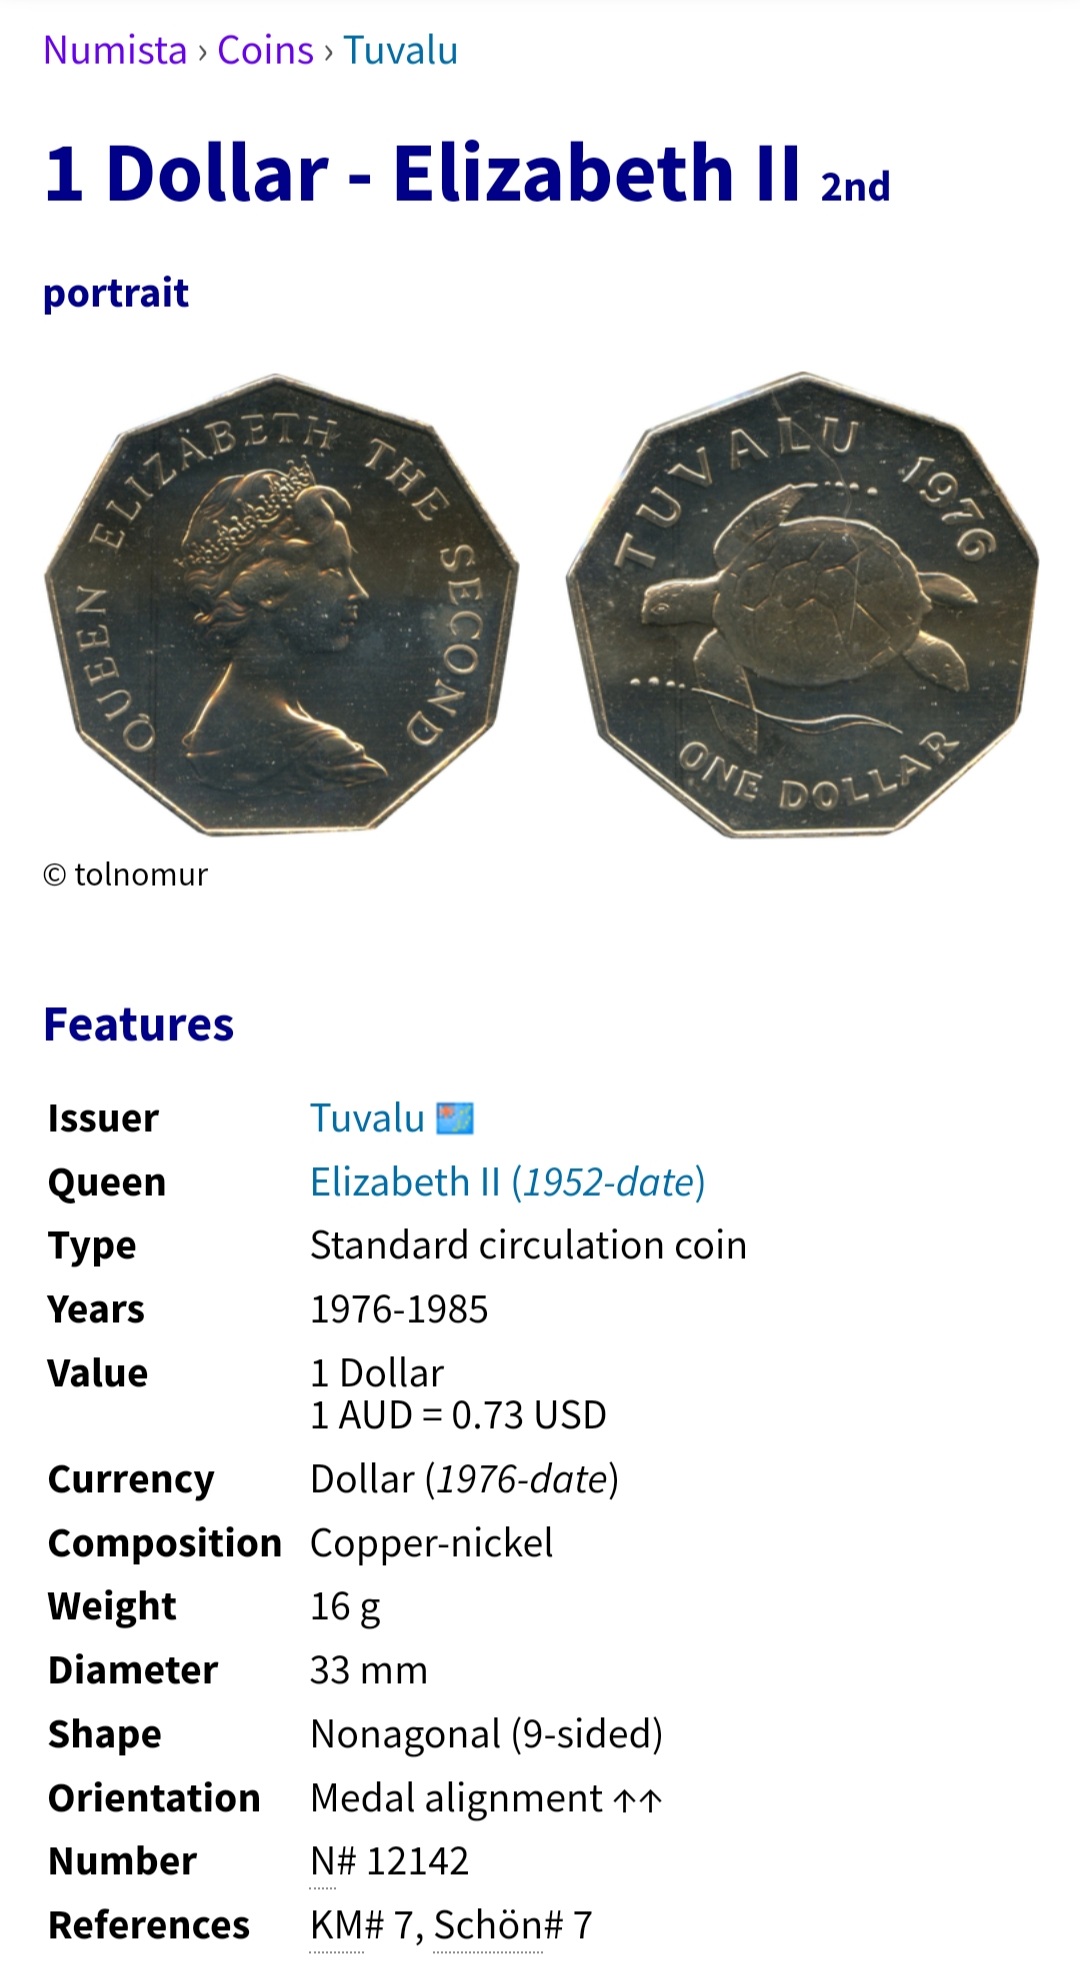 Numista › Coins › Tuvalu
1 Dollar - Elizabeth II 2nd
portrait
QUEEN ELIZABETH THE SECOND
TUVALU 1976
ONE DOLLAR
© tolnomur
Features
Issuer Tuvalu
Queen Elizabeth II (1952-date)
Type Standard circulation coin
Years 1976-1985
Value 1 Dollar
1 AUD = 0.73 USD
Currency Dollar (1976-date)
Composition Copper-nickel
Weight 16 g
Diameter 33 mm
Shape Nonagonal (9-sided)
Orientation Medal alignment ↑↑
Number N# 12142
References KM# 7, Schön# 7